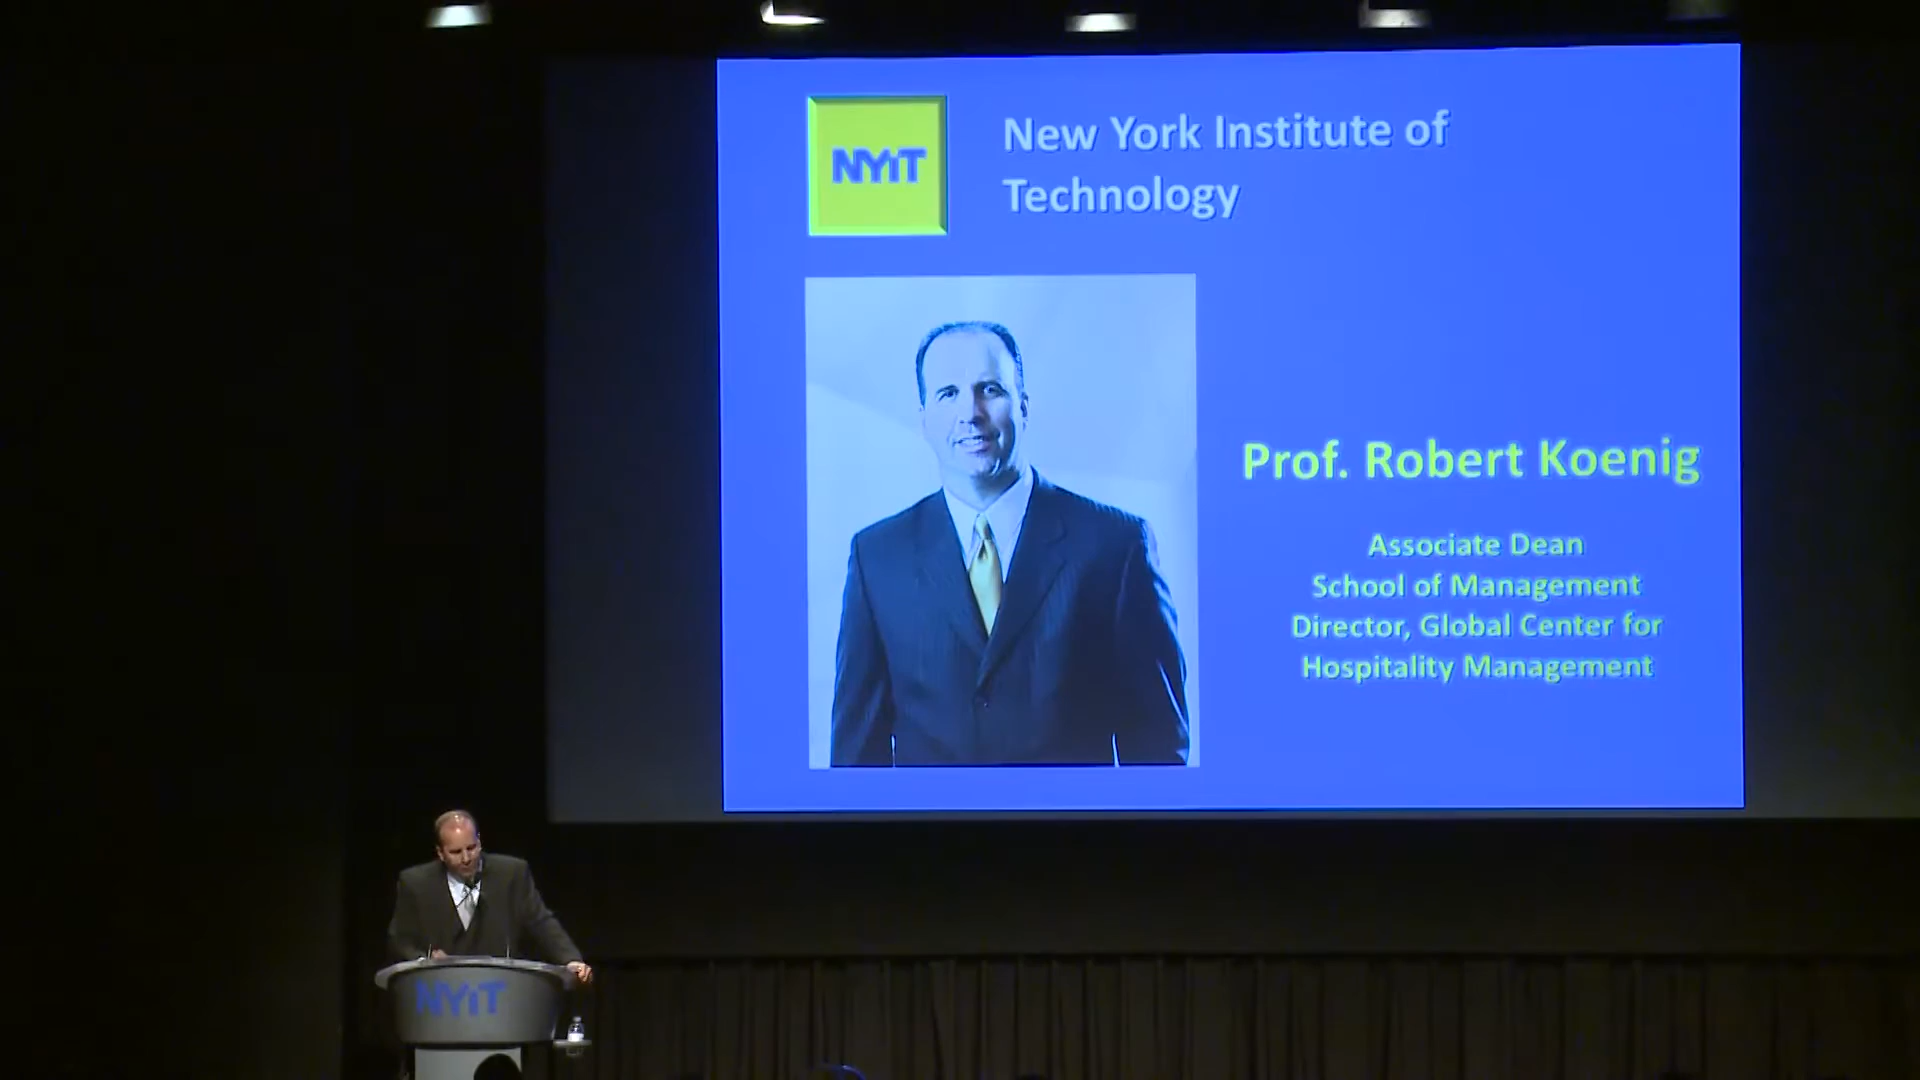 NYiT
New York Institute of
Technology
Prof. Robert Koenig
Associate Dean
School of Management
Director, Global Center for
Hospitality Management
NYiT